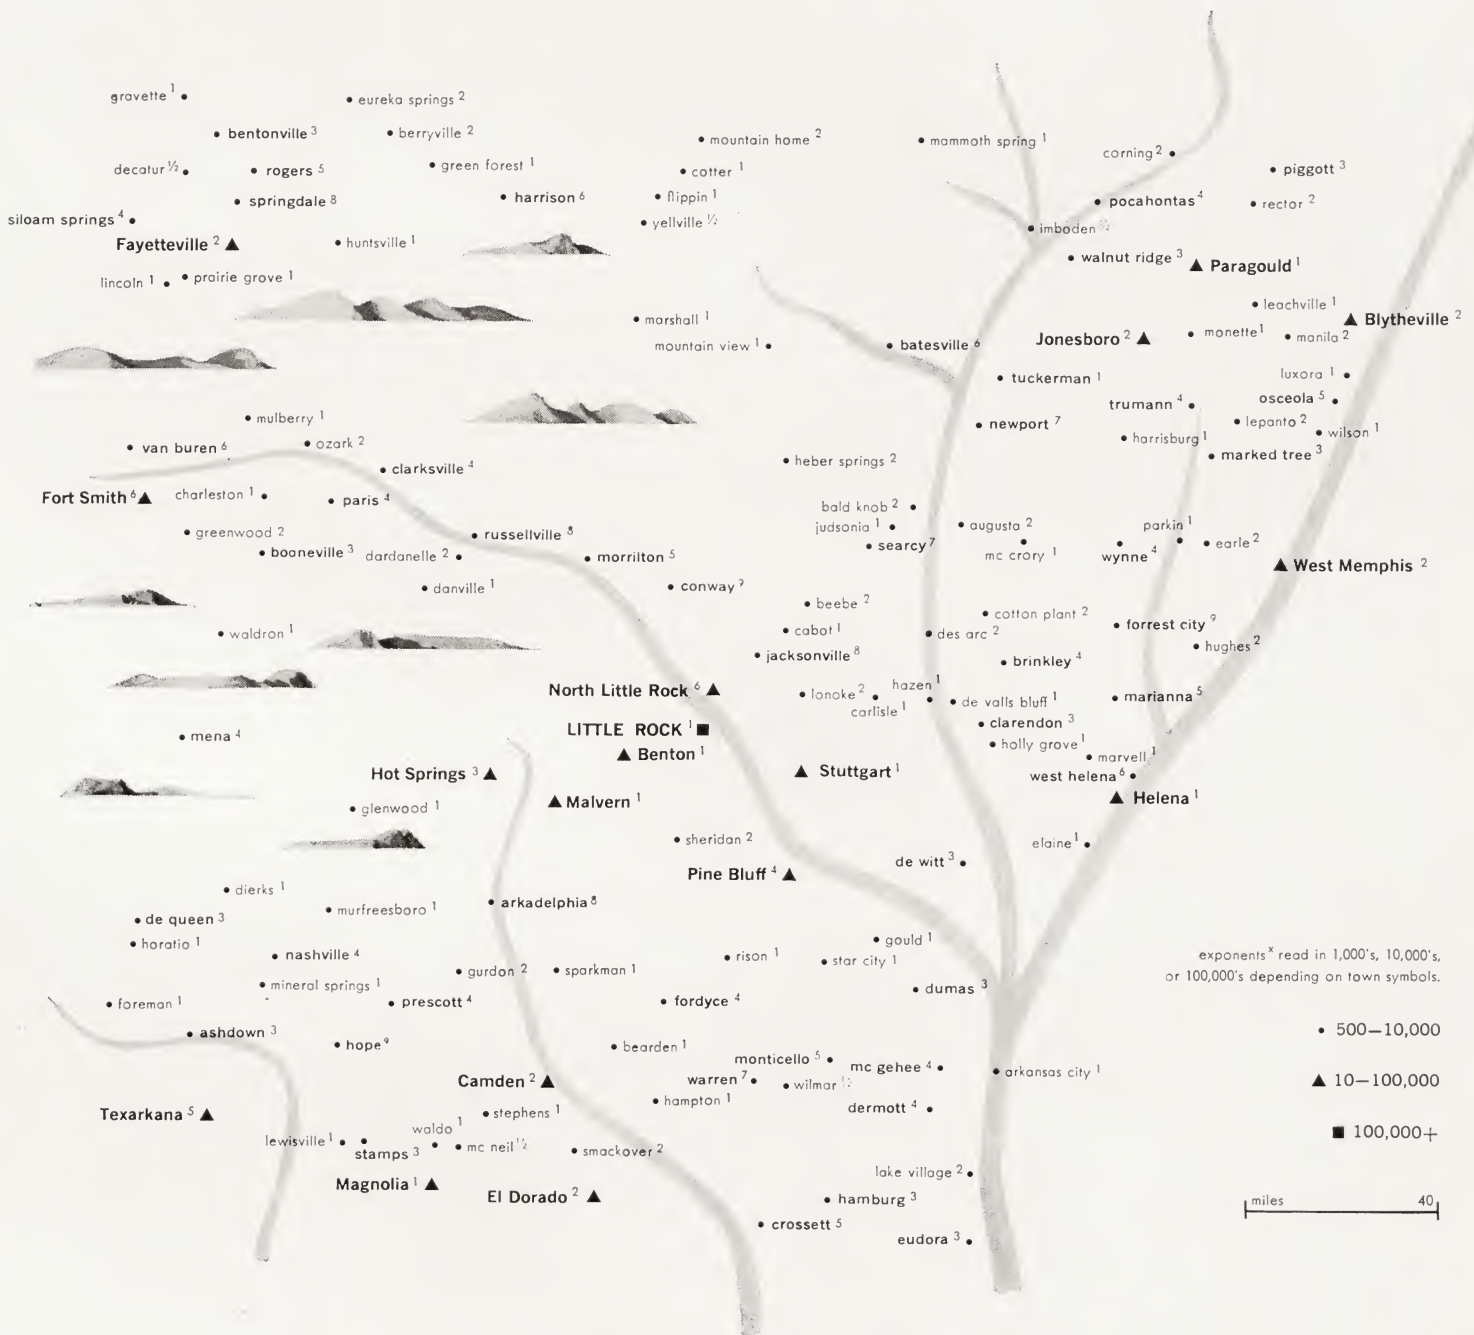 gravette ¹
eureka springs ²
bentonville ³
berryville ²
mountain home ²
mammoth spring ¹
corning ²
decatur ½
rogers ⁵
green forest ¹
cotter ¹
piggott ³
springdale ⁸
harrison ⁶
flippin ¹
pocahontas ⁴
rector ²
siloam springs ⁴
yellville ½
imboden ½
Fayetteville ²
huntsville ¹
walnut ridge ³
Paragould ¹
lincoln ¹
prairie grove ¹
leachville ¹
marshall ¹
Blytheville ²
mountain view ¹
batesville ⁶
Jonesboro ²
monette ¹
manila ²
tuckerman ¹
luxora ¹
trumann ⁴
osceola ⁵
mulberry ¹
newport ⁷
lepanto ²
van buren ⁶
ozark ²
harrisburg ¹
wilson ¹
clarksville ⁴
heber springs ²
marked tree ³
Fort Smith ⁶
charleston ¹
paris ⁴
bald knob ²
greenwood ²
russellville ⁸
judsonia ¹
augusta ²
parkin ¹
booneville ³
dardanelle ²
morrilton ⁵
searcy ⁷
mc crory ¹
wynne ⁴
earle ²
West Memphis ²
danville ¹
conway ⁹
beebe ²
cotton plant ²
waldron ¹
cabot ¹
des arc ²
forrest city ⁹
jacksonville ⁸
brinkley ⁴
hughes ²
North Little Rock ⁶
lonoke ²
hazen ¹
carlisle ¹
de valls bluff ¹
marianna ⁵
mena ⁴
LITTLE ROCK ¹
clarendon ³
Benton ¹
holly grove ¹
marvell ¹
Hot Springs ³
Stuttgart ¹
west helena ⁶
glenwood ¹
Malvern ¹
Helena ¹
sheridan ²
elaine ¹
de witt ³
Pine Bluff ⁴
dierks ¹
arkadelphia ⁸
de queen ³
murfreesboro ¹
horatio ¹
gould ¹
nashville ⁴
rison ¹
star city ¹
exponentsˣ read in 1,000's, 10,000's,
or 100,000's depending on town symbols.
gurdon ²
sparkman ¹
mineral springs ¹
dumas ³
foreman ¹
prescott ⁴
fordyce ⁴
ashdown ³
500–10,000
hope ⁹
bearden ¹
monticello ⁵
mc gehee ⁴
arkansas city ¹
Camden ²
warren ⁷
wilmar ½
10–100,000
hampton ¹
dermott ⁴
Texarkana ⁵
stephens ¹
waldo ¹
100,000+
lewisville ¹
stamps ³
mc neil ½
smackover ²
lake village ²
Magnolia ¹
El Dorado ²
hamburg ³
miles 40
crossett ⁵
eudora ³